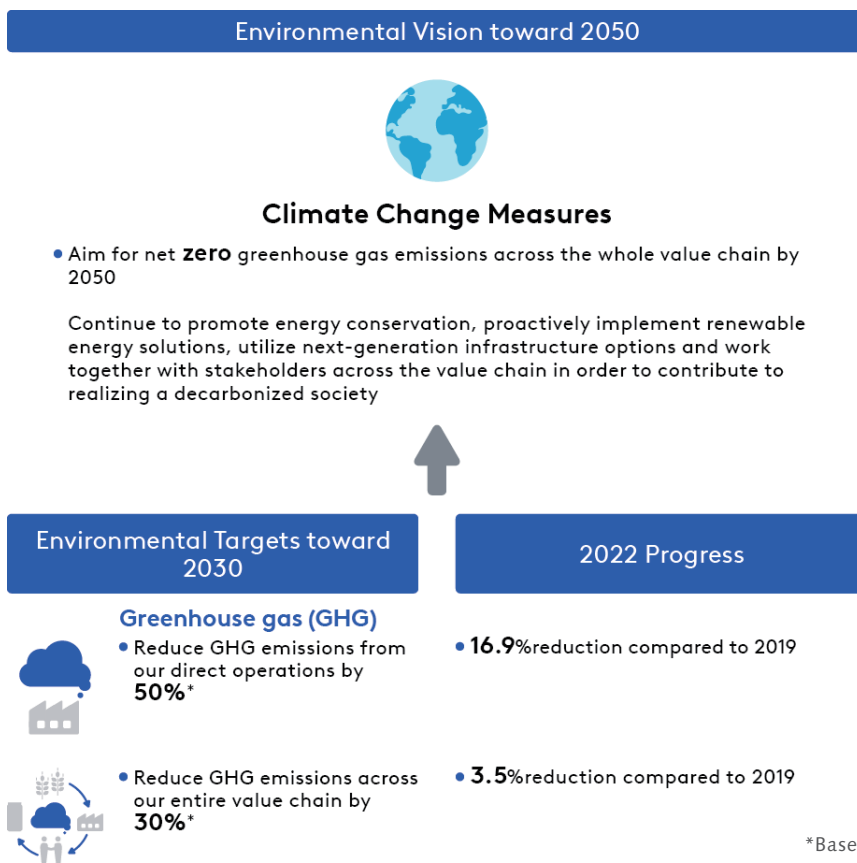 Environmental Vision toward 2050
Climate Change Measures
• Aim for net zero greenhouse gas emissions across the whole value chain by
2050
Continue to promote energy conservation, proactively implement renewable
energy solutions, utilize next-generation infrastructure options and work
together with stakeholders across the value chain in order to contribute to
realizing a decarbonized society
Environmental Targets toward
2030
2022 Progress
Greenhouse gas (GHG)
• Reduce GHG emissions from
our direct operations by
50%*
• 16.9%reduction compared to 2019
• Reduce GHG emissions across
our entire value chain by
30%*
• 3.5%reduction compared to 2019
*Base